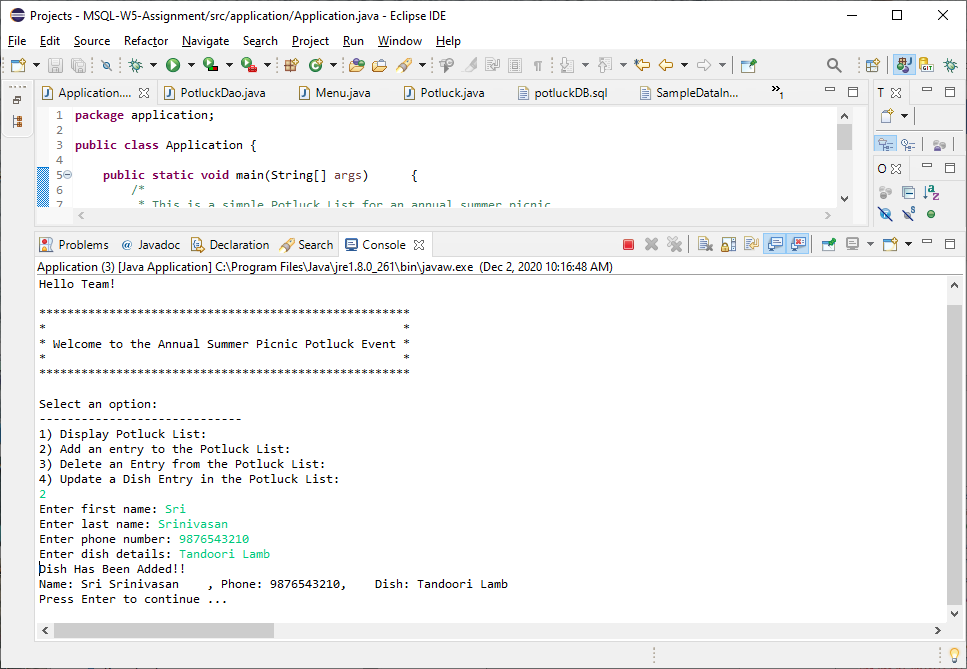 Projects - MSQL-W5-Assignment/src/application/Application.java - Eclipse IDE
File Edit Source Refactor Navigate Search Project Run Window Help
Application.... PotluckDao.java Menu.java Potluck.java potluckDB.sql SampleDataIn... »1 T
1 package application;
2
3 public class Application {
4
5 public static void main(String[] args) {
6 /*
7 * This is a simple Potluck List for an annual summer picnic
O
Problems @ Javadoc Declaration Search Console
Application (3) [Java Application] C:\Program Files\Java\jre1.8.0_261\bin\javaw.exe (Dec 2, 2020 10:16:48 AM)
Hello Team!
*****************************************************
* *
* Welcome to the Annual Summer Picnic Potluck Event *
* *
*****************************************************
Select an option:
-----------------------------
1) Display Potluck List:
2) Add an entry to the Potluck List:
3) Delete an Entry from the Potluck List:
4) Update a Dish Entry in the Potluck List:
2
Enter first name: Sri
Enter last name: Srinivasan
Enter phone number: 9876543210
Enter dish details: Tandoori Lamb
Dish Has Been Added!!
Name: Sri Srinivasan , Phone: 9876543210, Dish: Tandoori Lamb
Press Enter to continue ...